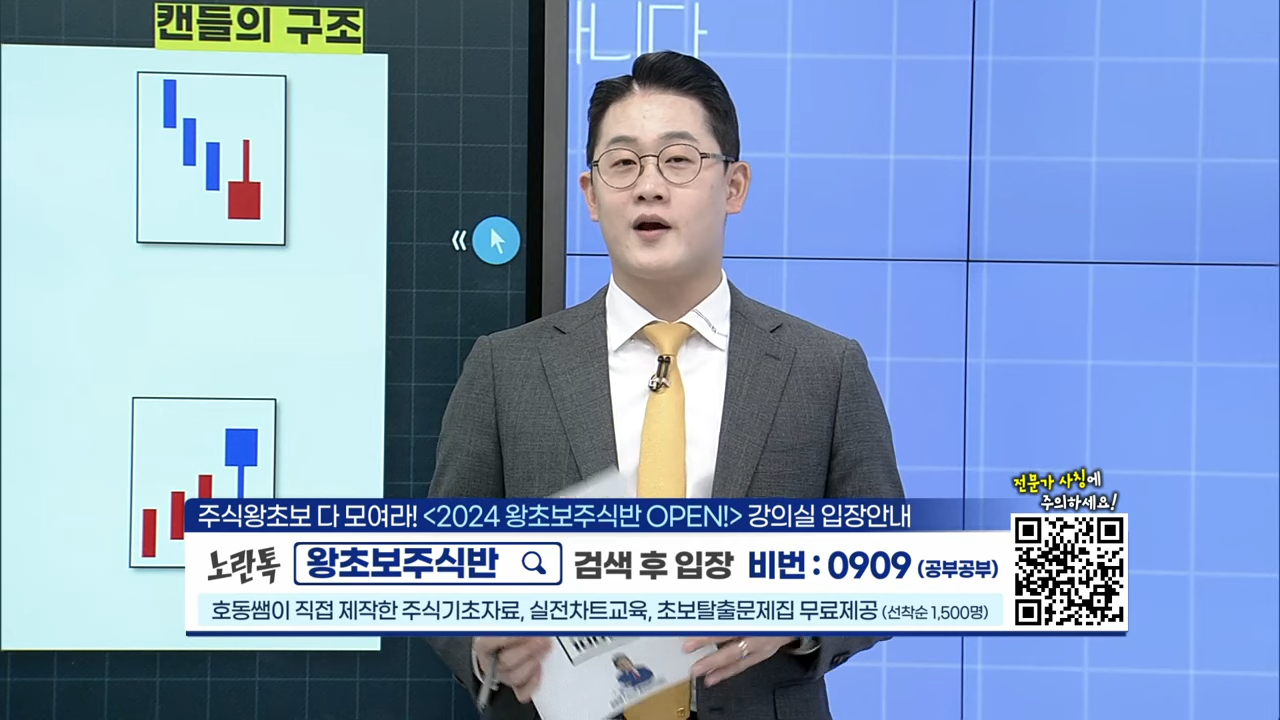 캔들의 구조
니다
전문가 사칭에
주의하세요!
주식왕초보 다 모여라! <2024 왕초보주식반 OPEN!> 강의실 입장안내
노란톡 왕초보주식반 검색 후 입장 비번 : 0909 (공부공부)
호동쌤이 직접 제작한 주식기초자료, 실전차트교육, 초보탈출문제집 무료제공 (선착순 1,500명)